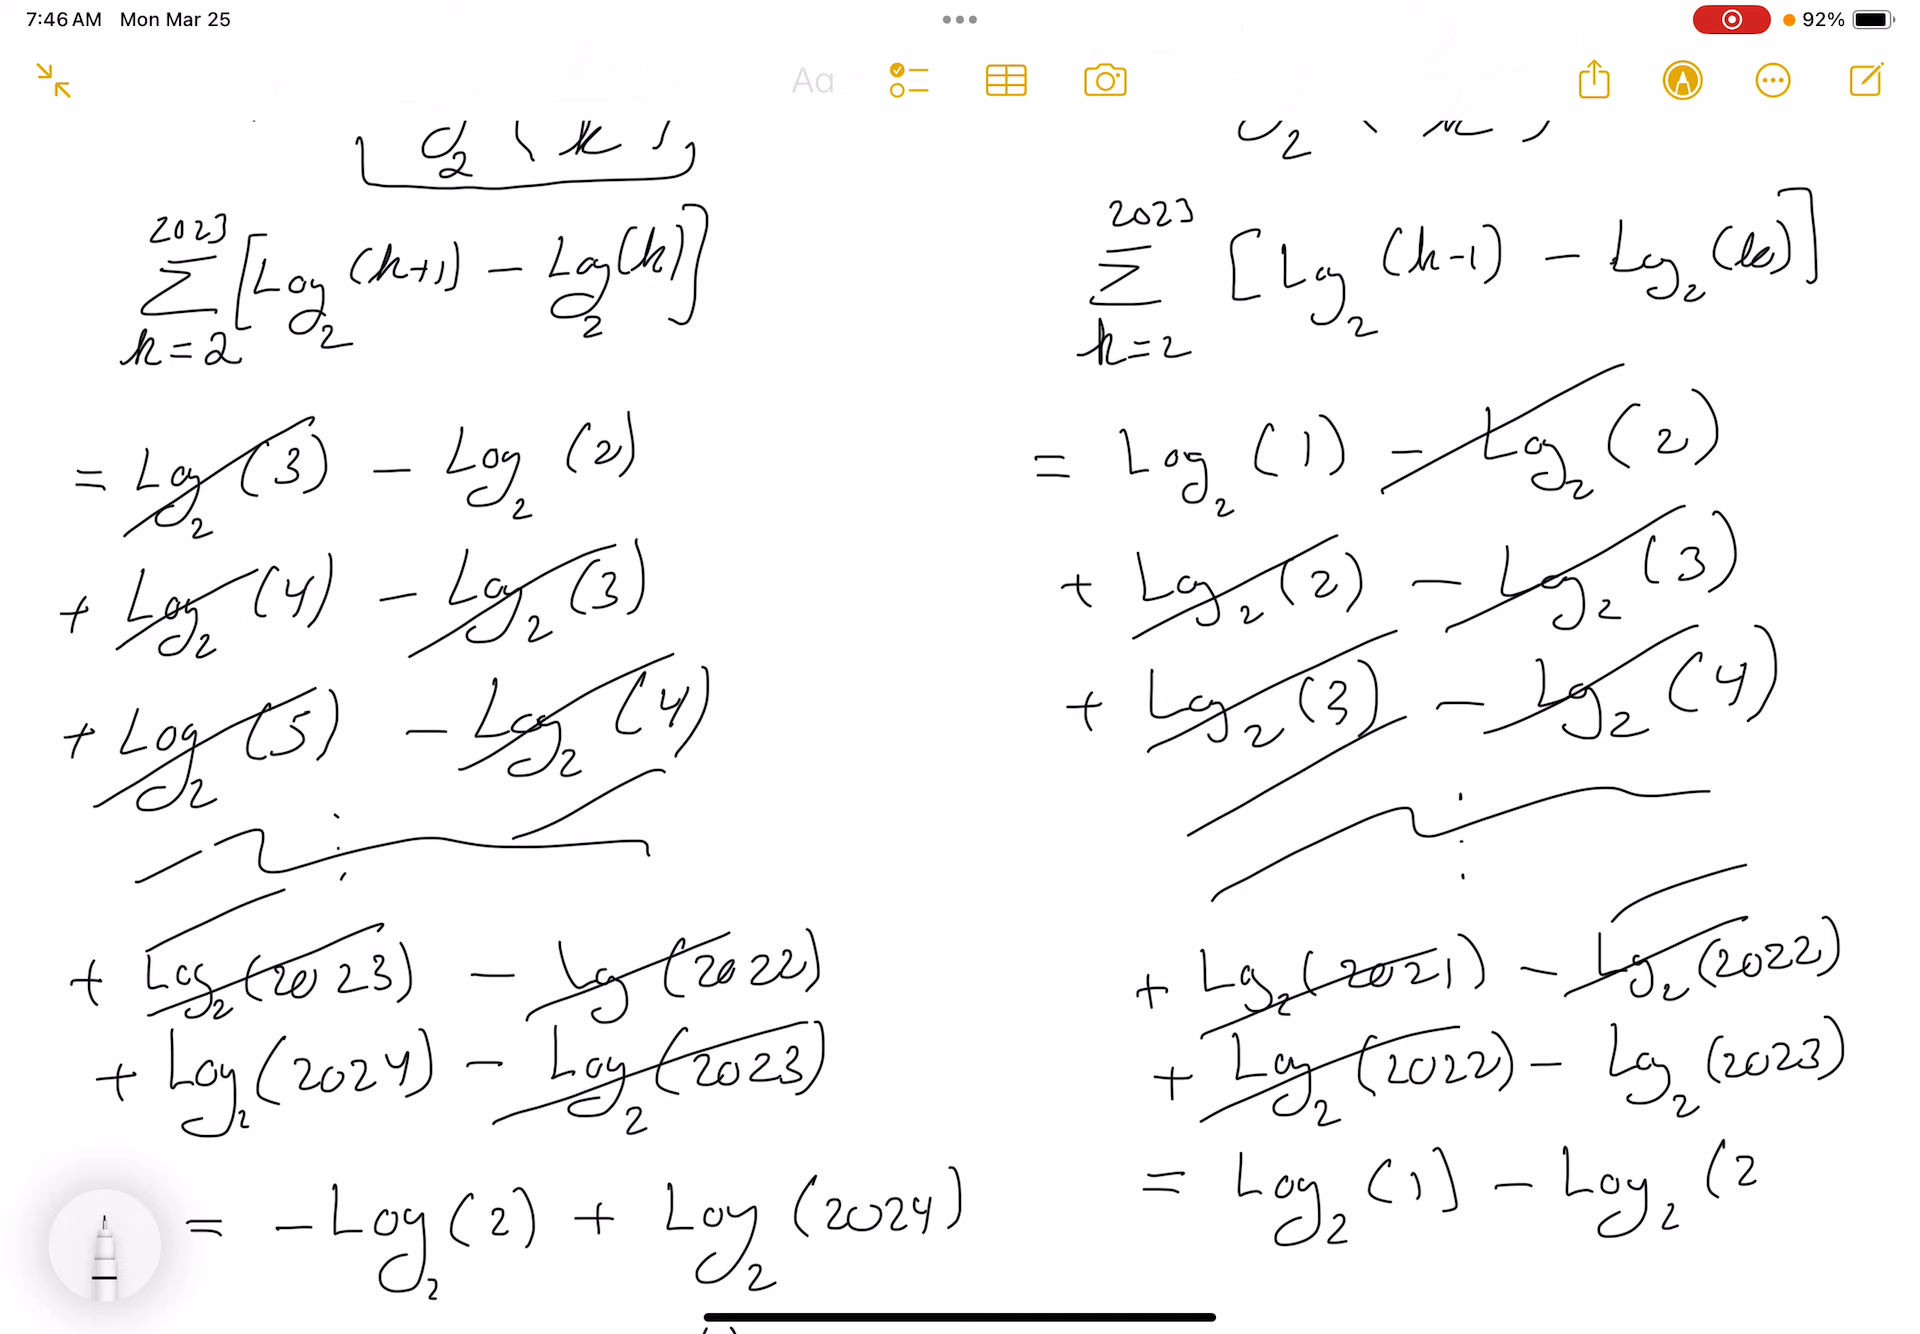 7:46 AM Mon Mar 25
92%
Aa
2 (k)
2023
Σ [Log₂(k+1) − Log₂(k)]
k=2
= Log₂(3) − Log₂(2)
+ Log₂(4) − Log₂(3)
+ Log₂(5) − Log₂(4)
⋮
+ Log₂(2023) − Log(2022)
+ Log₂(2024) − Log₂(2023)
= −Log₂(2) + Log₂(2024)
2
2023
Σ [Log₂(k-1) − Log₂(k)]
k=2
= Log₂(1) − Log₂(2)
+ Log₂(2) − Log₂(3)
+ Log₂(3) − Log₂(4)
⋮
+ Log₂(2021) − Log₂(2022)
+ Log₂(2022) − Log₂(2023)
= Log₂(1) − Log₂(2